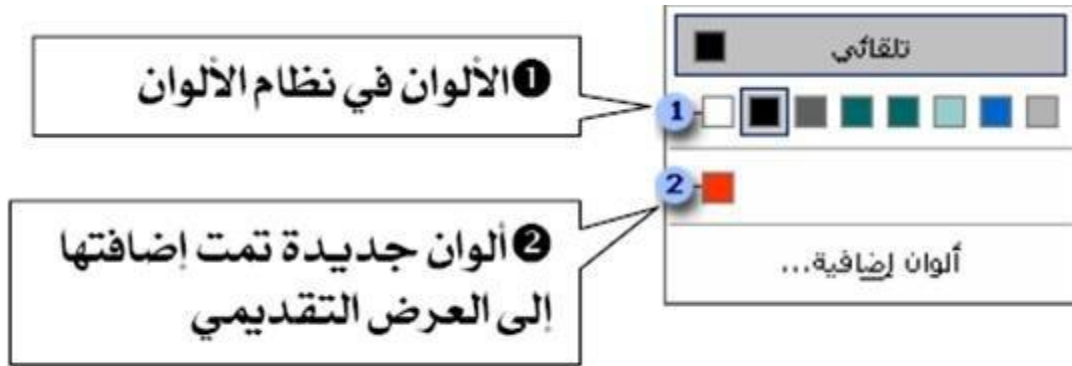 تلقائي
❶الألوان في نظام الألوان
1
2
❷ألوان جديدة تمت إضافتها
إلى العرض التقديمي
ألوان إضافية...